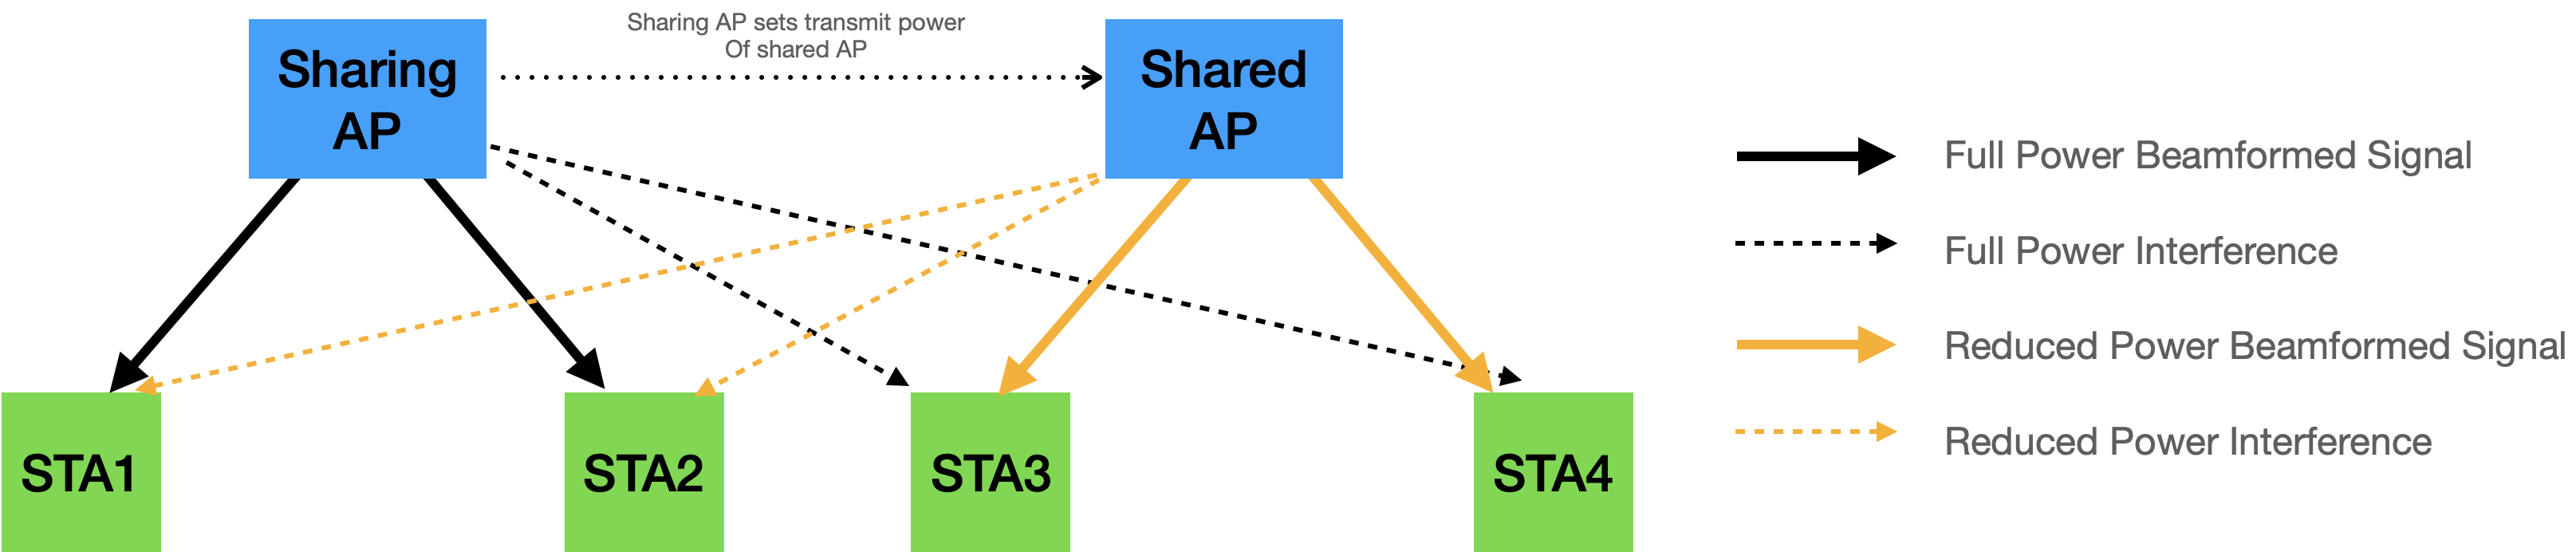 Sharing AP sets transmit power
Of shared AP
Sharing
AP
Shared
AP
Full Power Beamformed Signal
Full Power Interference
Reduced Power Beamformed Signal
Reduced Power Interference
STA1
STA2
STA3
STA4